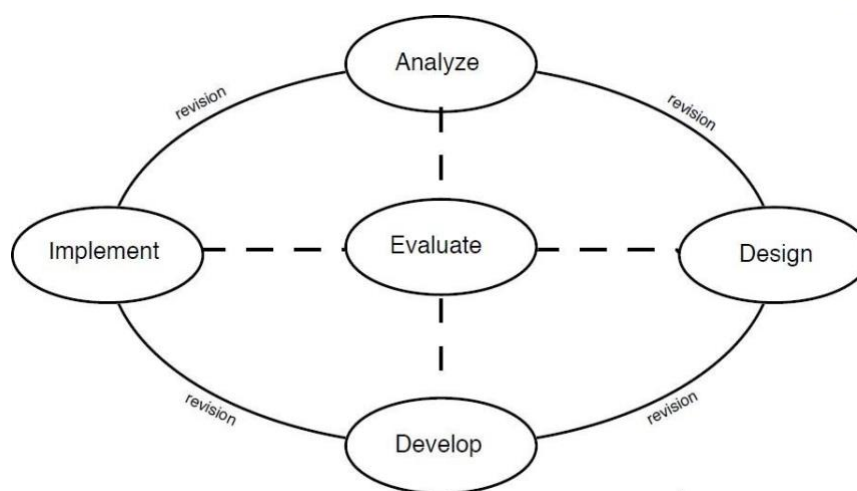 Analyze
revision
revision
Implement
Evaluate
Design
revision
revision
Develop